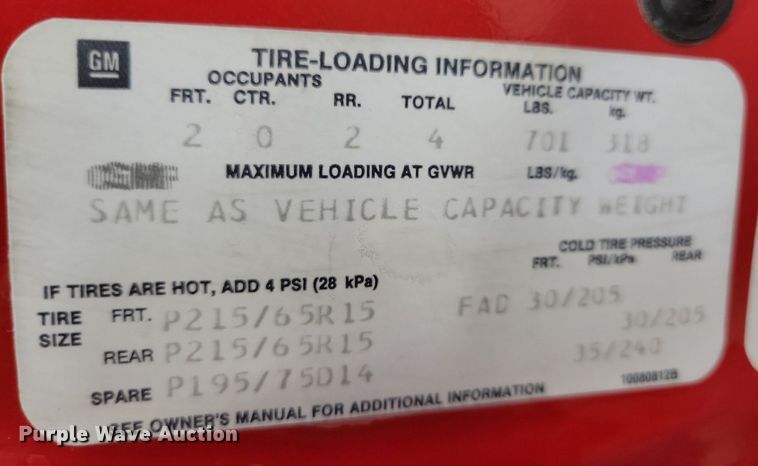 GM
TIRE-LOADING INFORMATION
OCCUPANTS VEHICLE CAPACITY WT.
FRT. CTR. RR. TOTAL LBS. kg.
2 0 2 4 701 318
MAXIMUM LOADING AT GVWR LBS/kg.
SAME AS VEHICLE CAPACITY WEIGHT
COLD TIRE PRESSURE
FRT. PSI/kPa REAR
IF TIRES ARE HOT, ADD 4 PSI (28 kPa)
TIRE SIZE FRT. P215/65R15 FAD 30/205
REAR P215/65R15 30/205
SPARE P195/75D14 35/240
10080812B
SEE OWNER'S MANUAL FOR ADDITIONAL INFORMATION
Purple Wave Auction